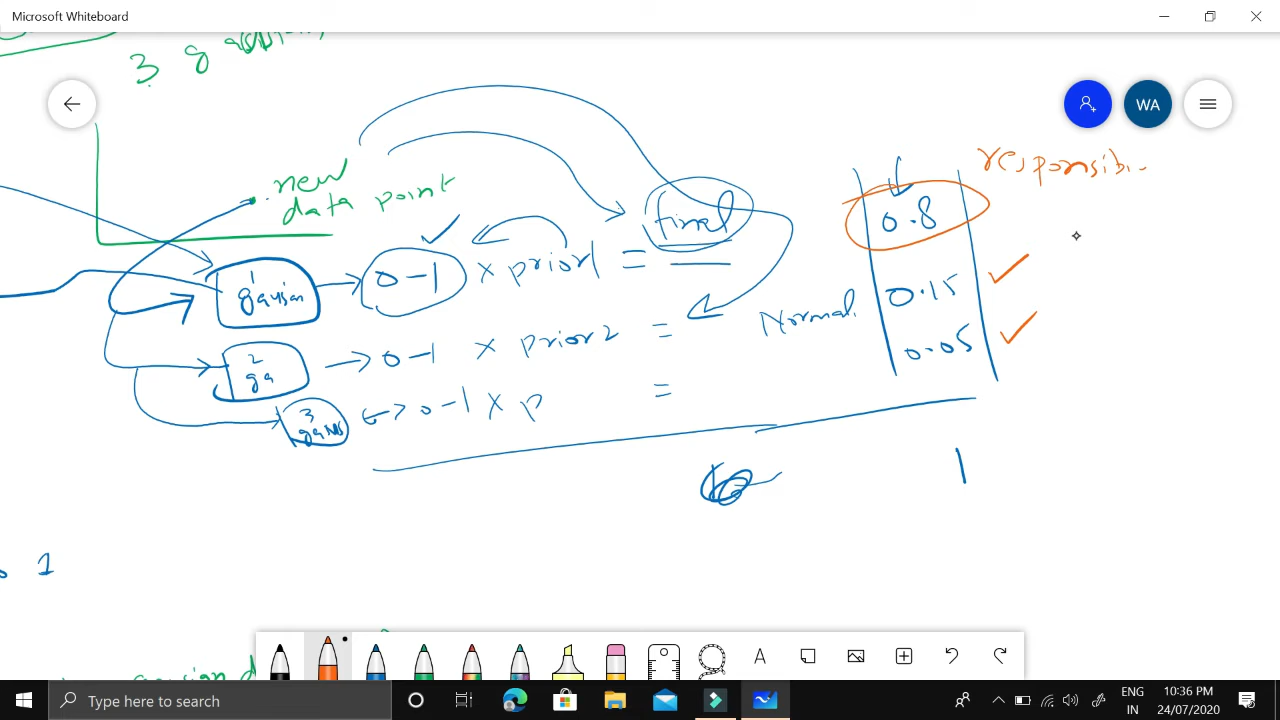 Microsoft Whiteboard
3
WA
new
data point
responsibi..
final
0.8
1
gausian
0-1 x prior1 =
0.15
Normal.
2
ga
0-1 x prior2 =
0.05
3
gaus
0-1 x p =
1
1
A
Type here to search
ENG
IN
10:36 PM
24/07/2020